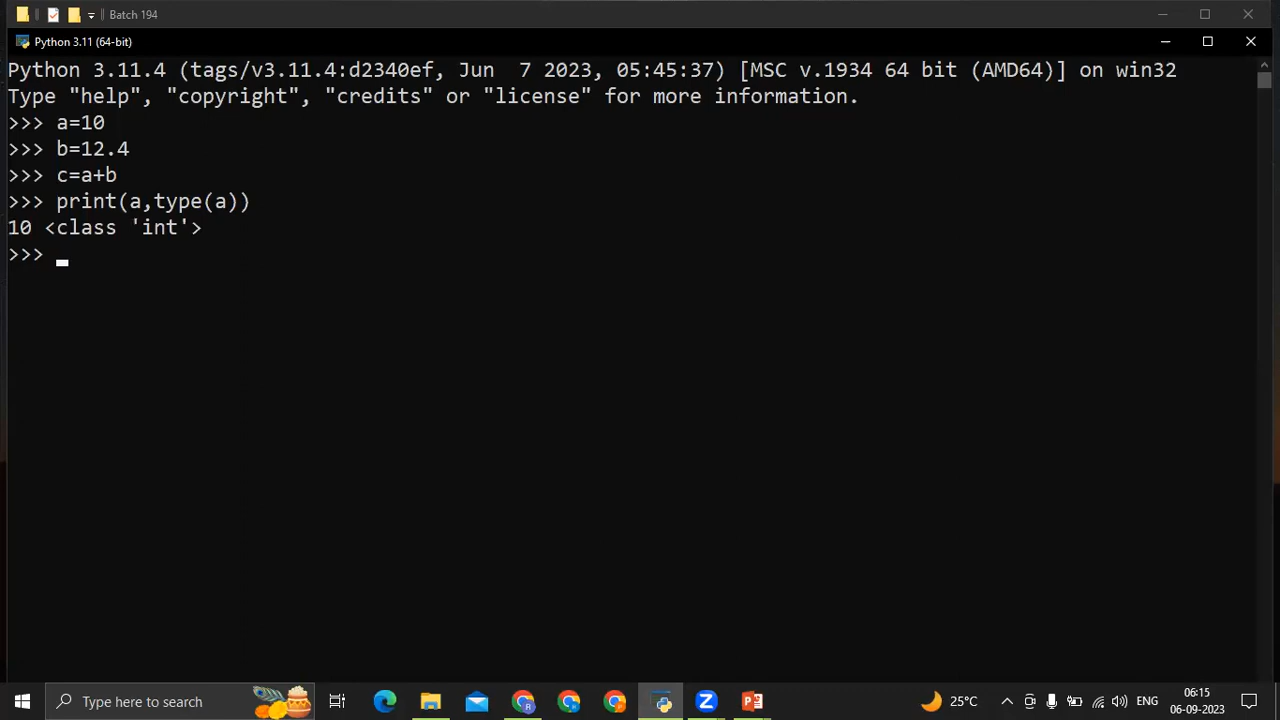 Batch 194
Python 3.11 (64-bit)
Python 3.11.4 (tags/v3.11.4:d2340ef, Jun  7 2023, 05:45:37) [MSC v.1934 64 bit (AMD64)] on win32
Type "help", "copyright", "credits" or "license" for more information.
>>> a=10
>>> b=12.4
>>> c=a+b
>>> print(a,type(a))
10 <class 'int'>
>>>
Type here to search
25°C
ENG
06:15
06-09-2023